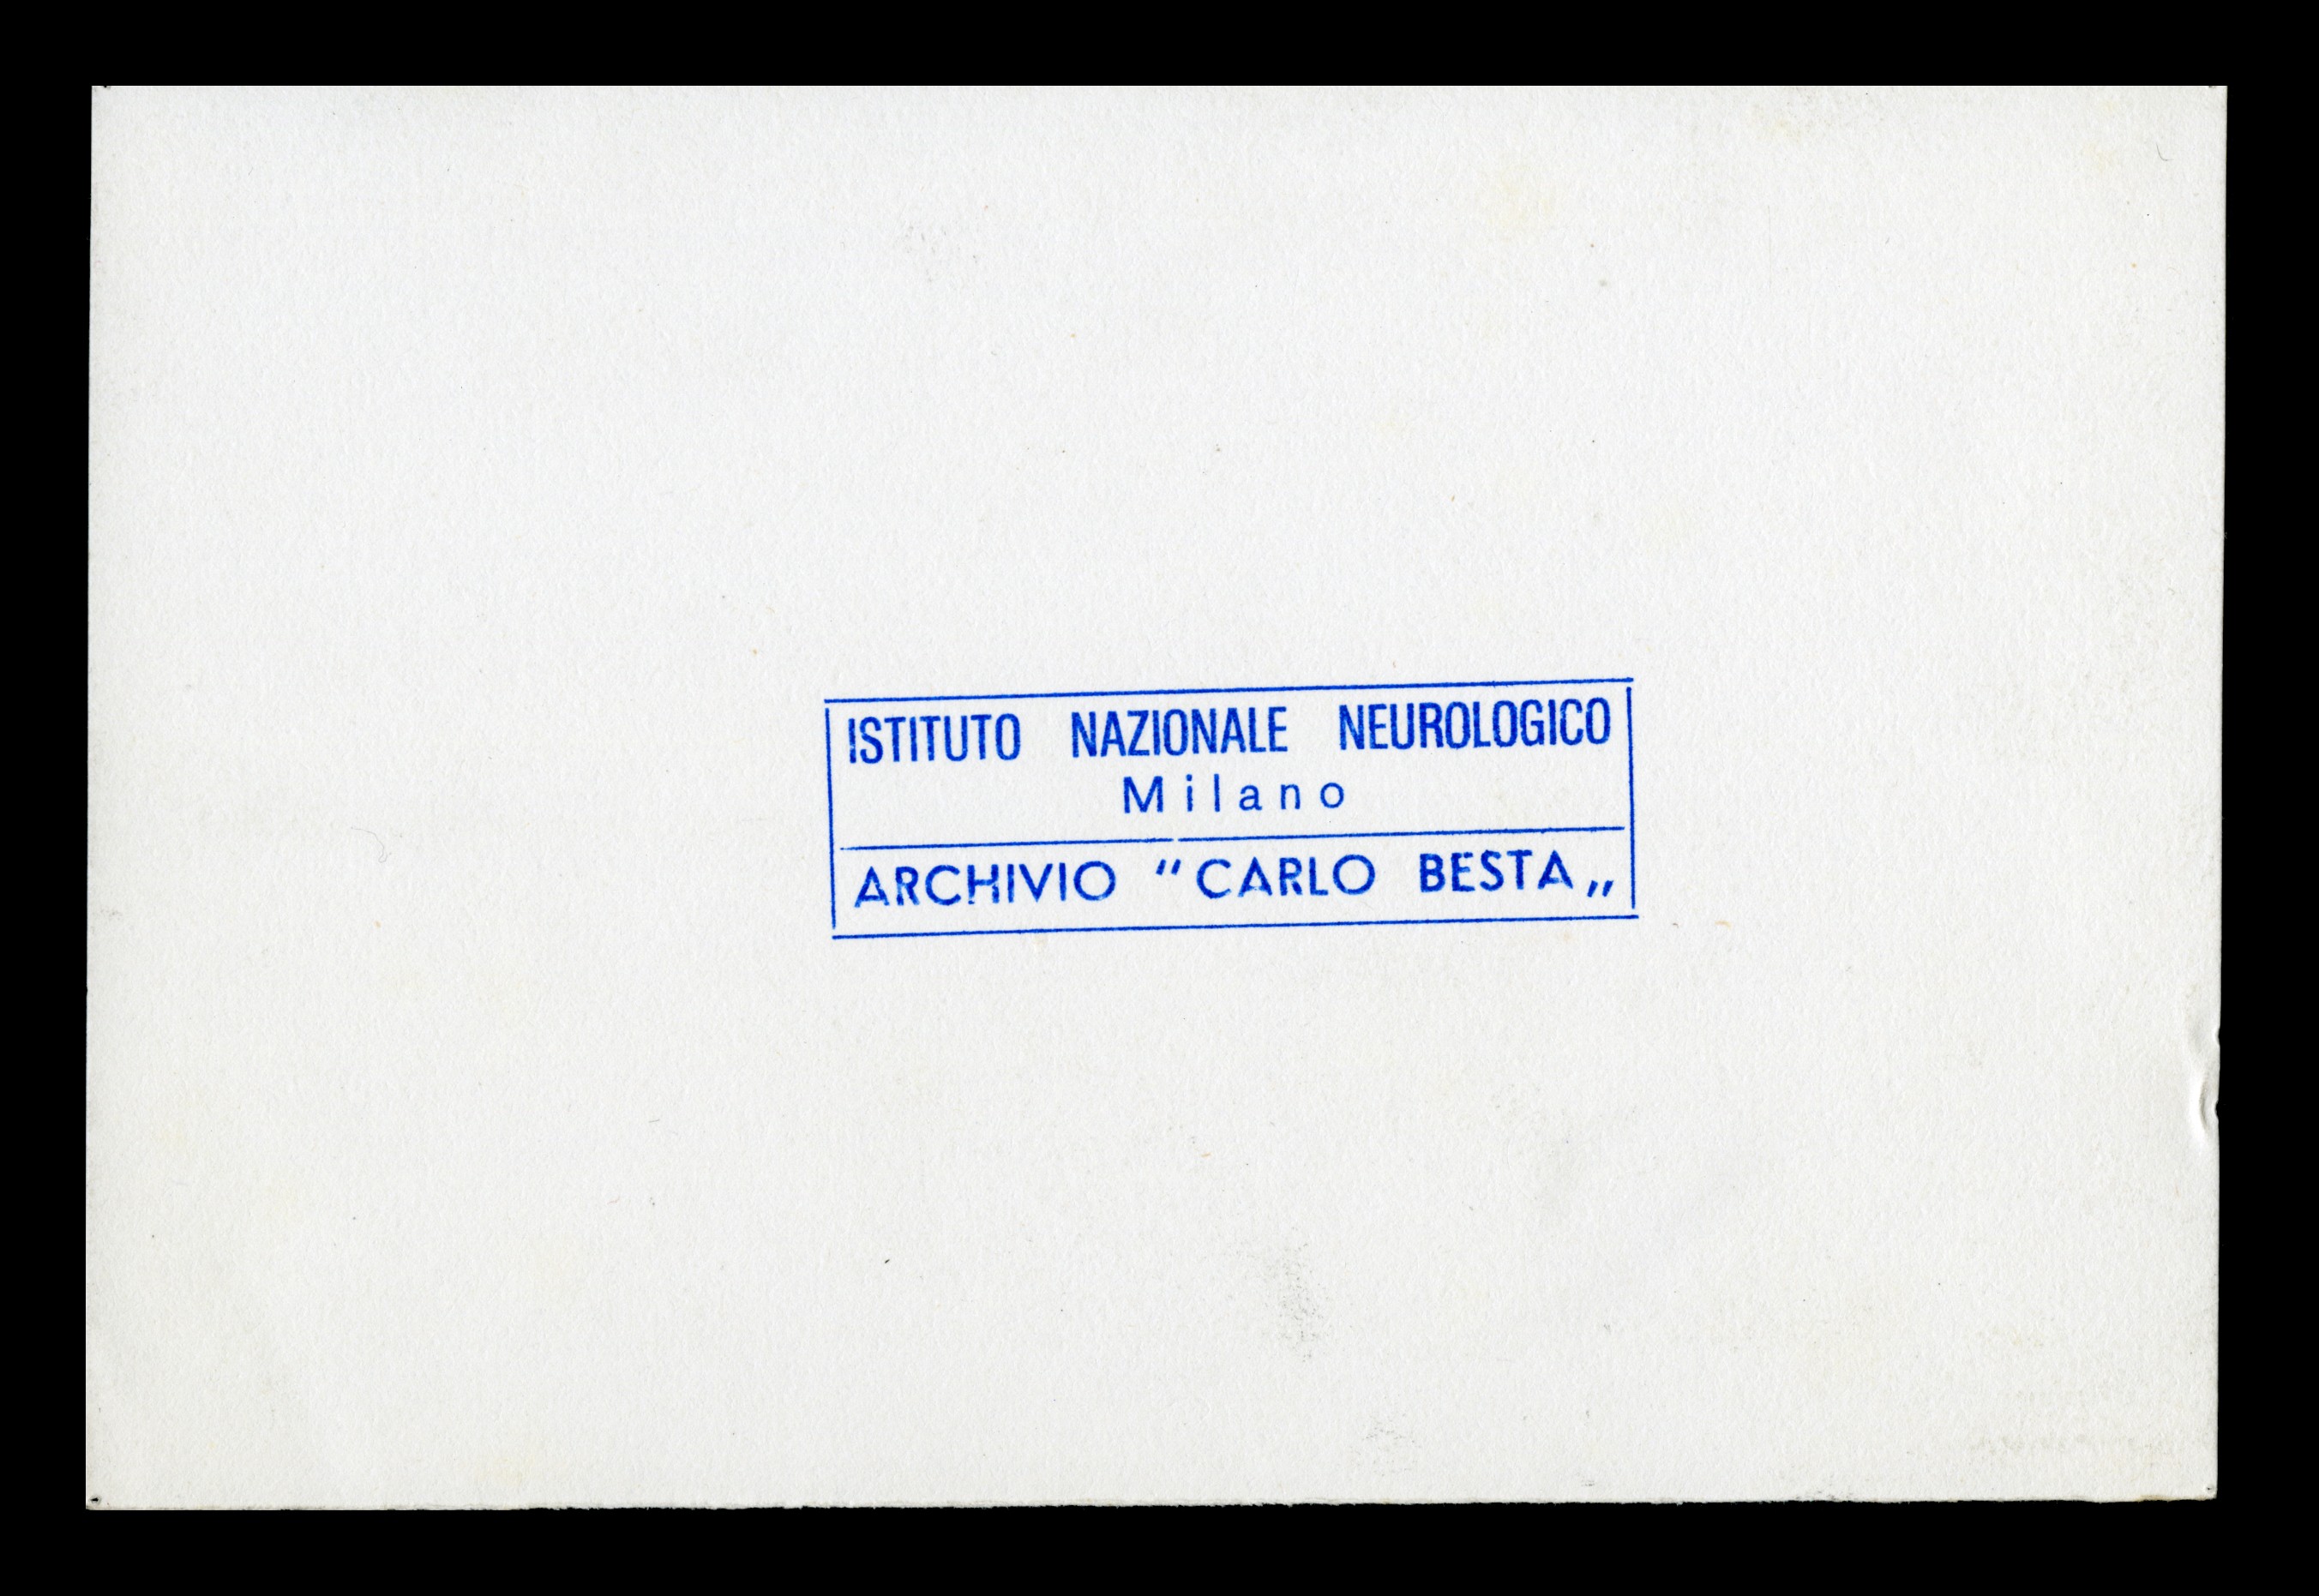 ISTITUTO NAZIONALE NEUROLOGICO
Milano
ARCHIVIO “CARLO BESTA„